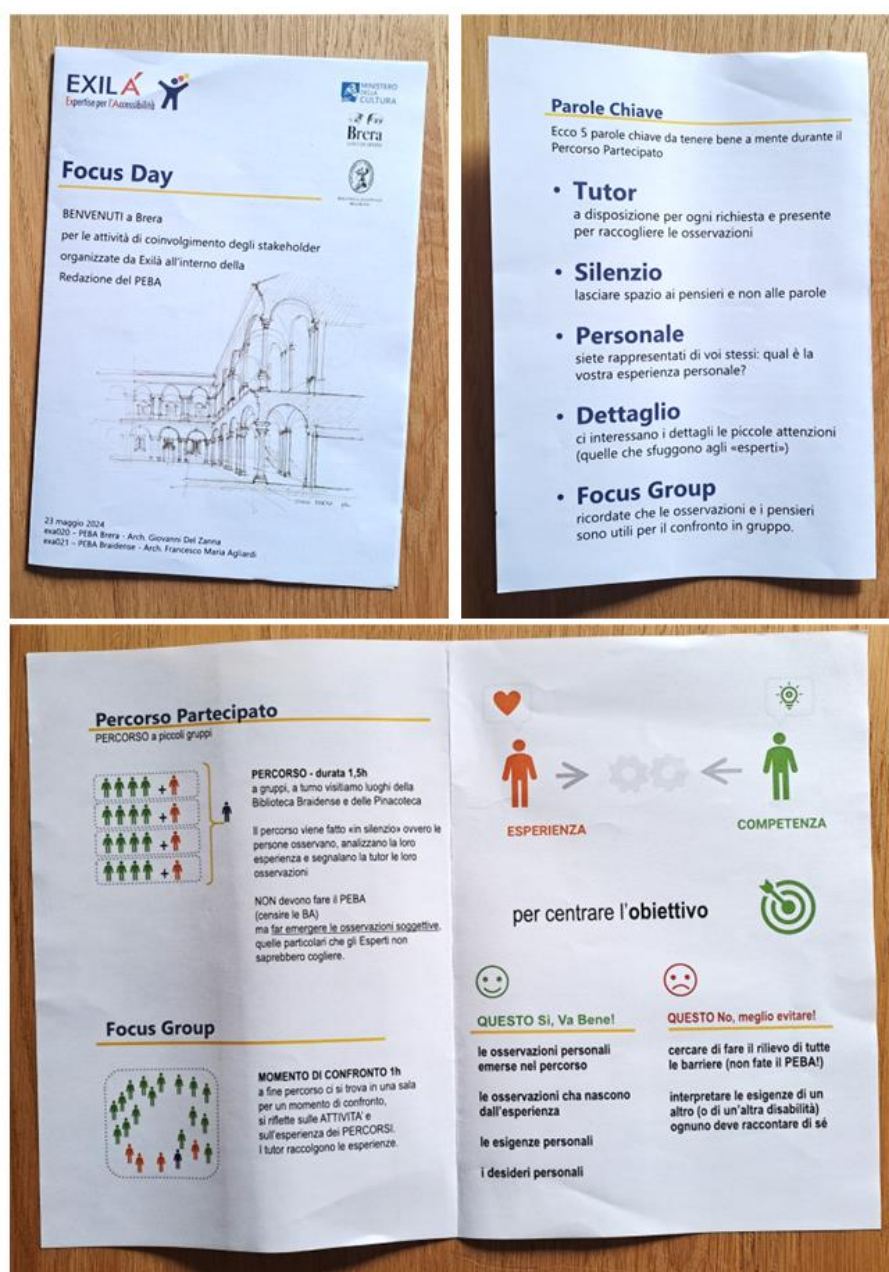 EXILÀ
Expertise per l'Accessibilità
MINISTERO
DELLA
CULTURA
Brera
Focus Day
BENVENUTI a Brera
per le attività di coinvolgimento degli stakeholder
organizzate da Exilà all'interno della
Redazione del PEBA
23 maggio 2024
exa020 – PEBA Brera - Arch. Giovanni Del Zanna
exa021 – PEBA Braidense - Arch. Francesco Maria Agliardi
Parole Chiave
Ecco 5 parole chiave da tenere bene a mente durante il
Percorso Partecipato
• Tutor
a disposizione per ogni richiesta e presente
per raccogliere le osservazioni
• Silenzio
lasciare spazio ai pensieri e non alle parole
• Personale
siete rappresentati di voi stessi: qual è la
vostra esperienza personale?
• Dettaglio
ci interessano i dettagli le piccole attenzioni
(quelle che sfuggono agli «esperti»)
• Focus Group
ricordate che le osservazioni e i pensieri
sono utili per il confronto in gruppo.
Percorso Partecipato
PERCORSO a piccoli gruppi
+
+
+
+
PERCORSO - durata 1,5h
a gruppi, a turno visitiamo luoghi della
Biblioteca Braidense e delle Pinacoteca
Il percorso viene fatto «in silenzio» ovvero le
persone osservano, analizzano la loro
esperienza e segnalano la tutor le loro
osservazioni
NON devono fare il PEBA
(censire le BA)
ma far emergere le osservazioni soggettive,
quelle particolari che gli Esperti non
saprebbero cogliere.
Focus Group
MOMENTO DI CONFRONTO 1h
a fine percorso ci si trova in una sala
per un momento di confronto,
si riflette sulle ATTIVITA' e
sull'esperienza dei PERCORSI.
I tutor raccolgono le esperienze.
ESPERIENZA
COMPETENZA
per centrare l'obiettivo
QUESTO Si, Va Bene!
le osservazioni personali
emerse nel percorso
le osservazioni cha nascono
dall'esperienza
le esigenze personali
i desideri personali
QUESTO No, meglio evitare!
cercare di fare il rilievo di tutte
le barriere (non fate il PEBA!)
interpretare le esigenze di un
altro (o di un'altra disabilità)
ognuno deve raccontare di sé